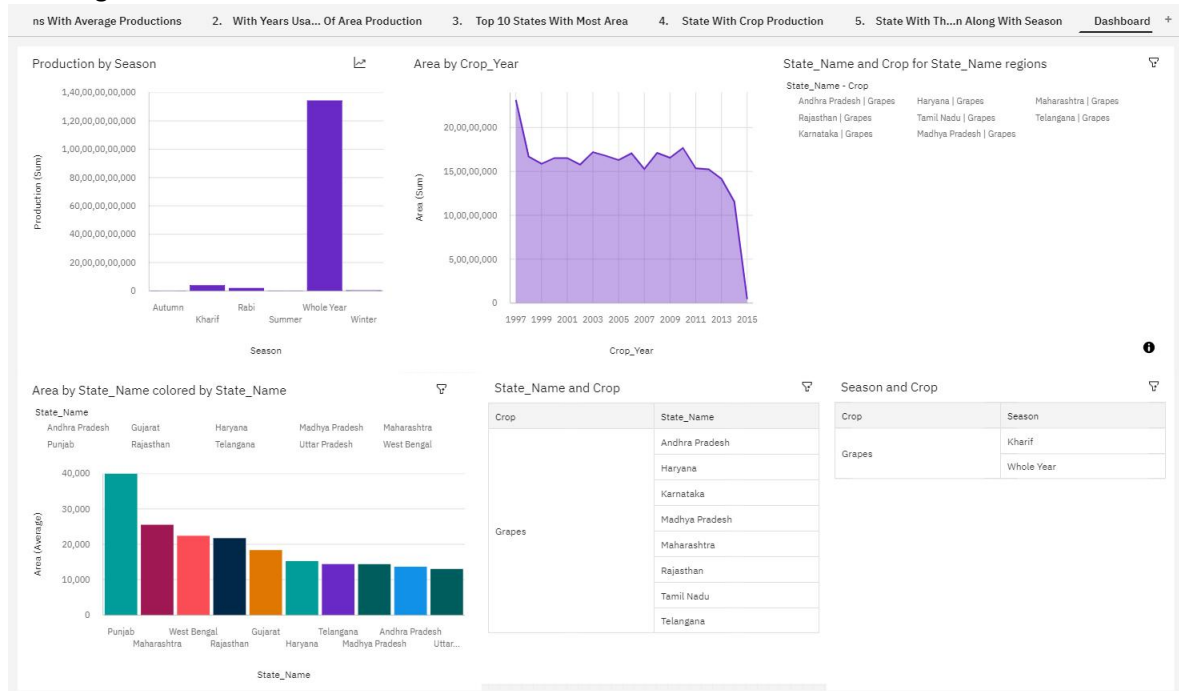 ns With Average Productions 2. With Years Usa... Of Area Production 3. Top 10 States With Most Area 4. State With Crop Production 5. State With Th...n Along With Season Dashboard +
Production by Season
Production (Sum)
1,40,00,00,00,000
1,20,00,00,00,000
1,00,00,00,00,000
80,00,00,00,000
60,00,00,00,000
40,00,00,00,000
20,00,00,00,000
0
Autumn Rabi Whole Year
Kharif Summer Winter
Season
Area by Crop_Year
Area (Sum)
20,00,00,000
15,00,00,000
10,00,00,000
5,00,00,000
0
1997 1999 2001 2003 2005 2007 2009 2011 2013 2015
Crop_Year
State_Name and Crop for State_Name regions
State_Name - Crop
Andhra Pradesh | Grapes Haryana | Grapes Maharashtra | Grapes
Rajasthan | Grapes Tamil Nadu | Grapes Telangana | Grapes
Karnataka | Grapes Madhya Pradesh | Grapes
Area by State_Name colored by State_Name
State_Name
Andhra Pradesh Gujarat Haryana Madhya Pradesh Maharashtra
Punjab Rajasthan Telangana Uttar Pradesh West Bengal
Area (Average)
40,000
30,000
20,000
10,000
0
Punjab West Bengal Gujarat Telangana Andhra Pradesh
Maharashtra Rajasthan Haryana Madhya Pradesh Uttar...
State_Name
State_Name and Crop
Crop State_Name
Grapes
Andhra Pradesh
Haryana
Karnataka
Madhya Pradesh
Maharashtra
Rajasthan
Tamil Nadu
Telangana
Season and Crop
Crop Season
Grapes
Kharif
Whole Year